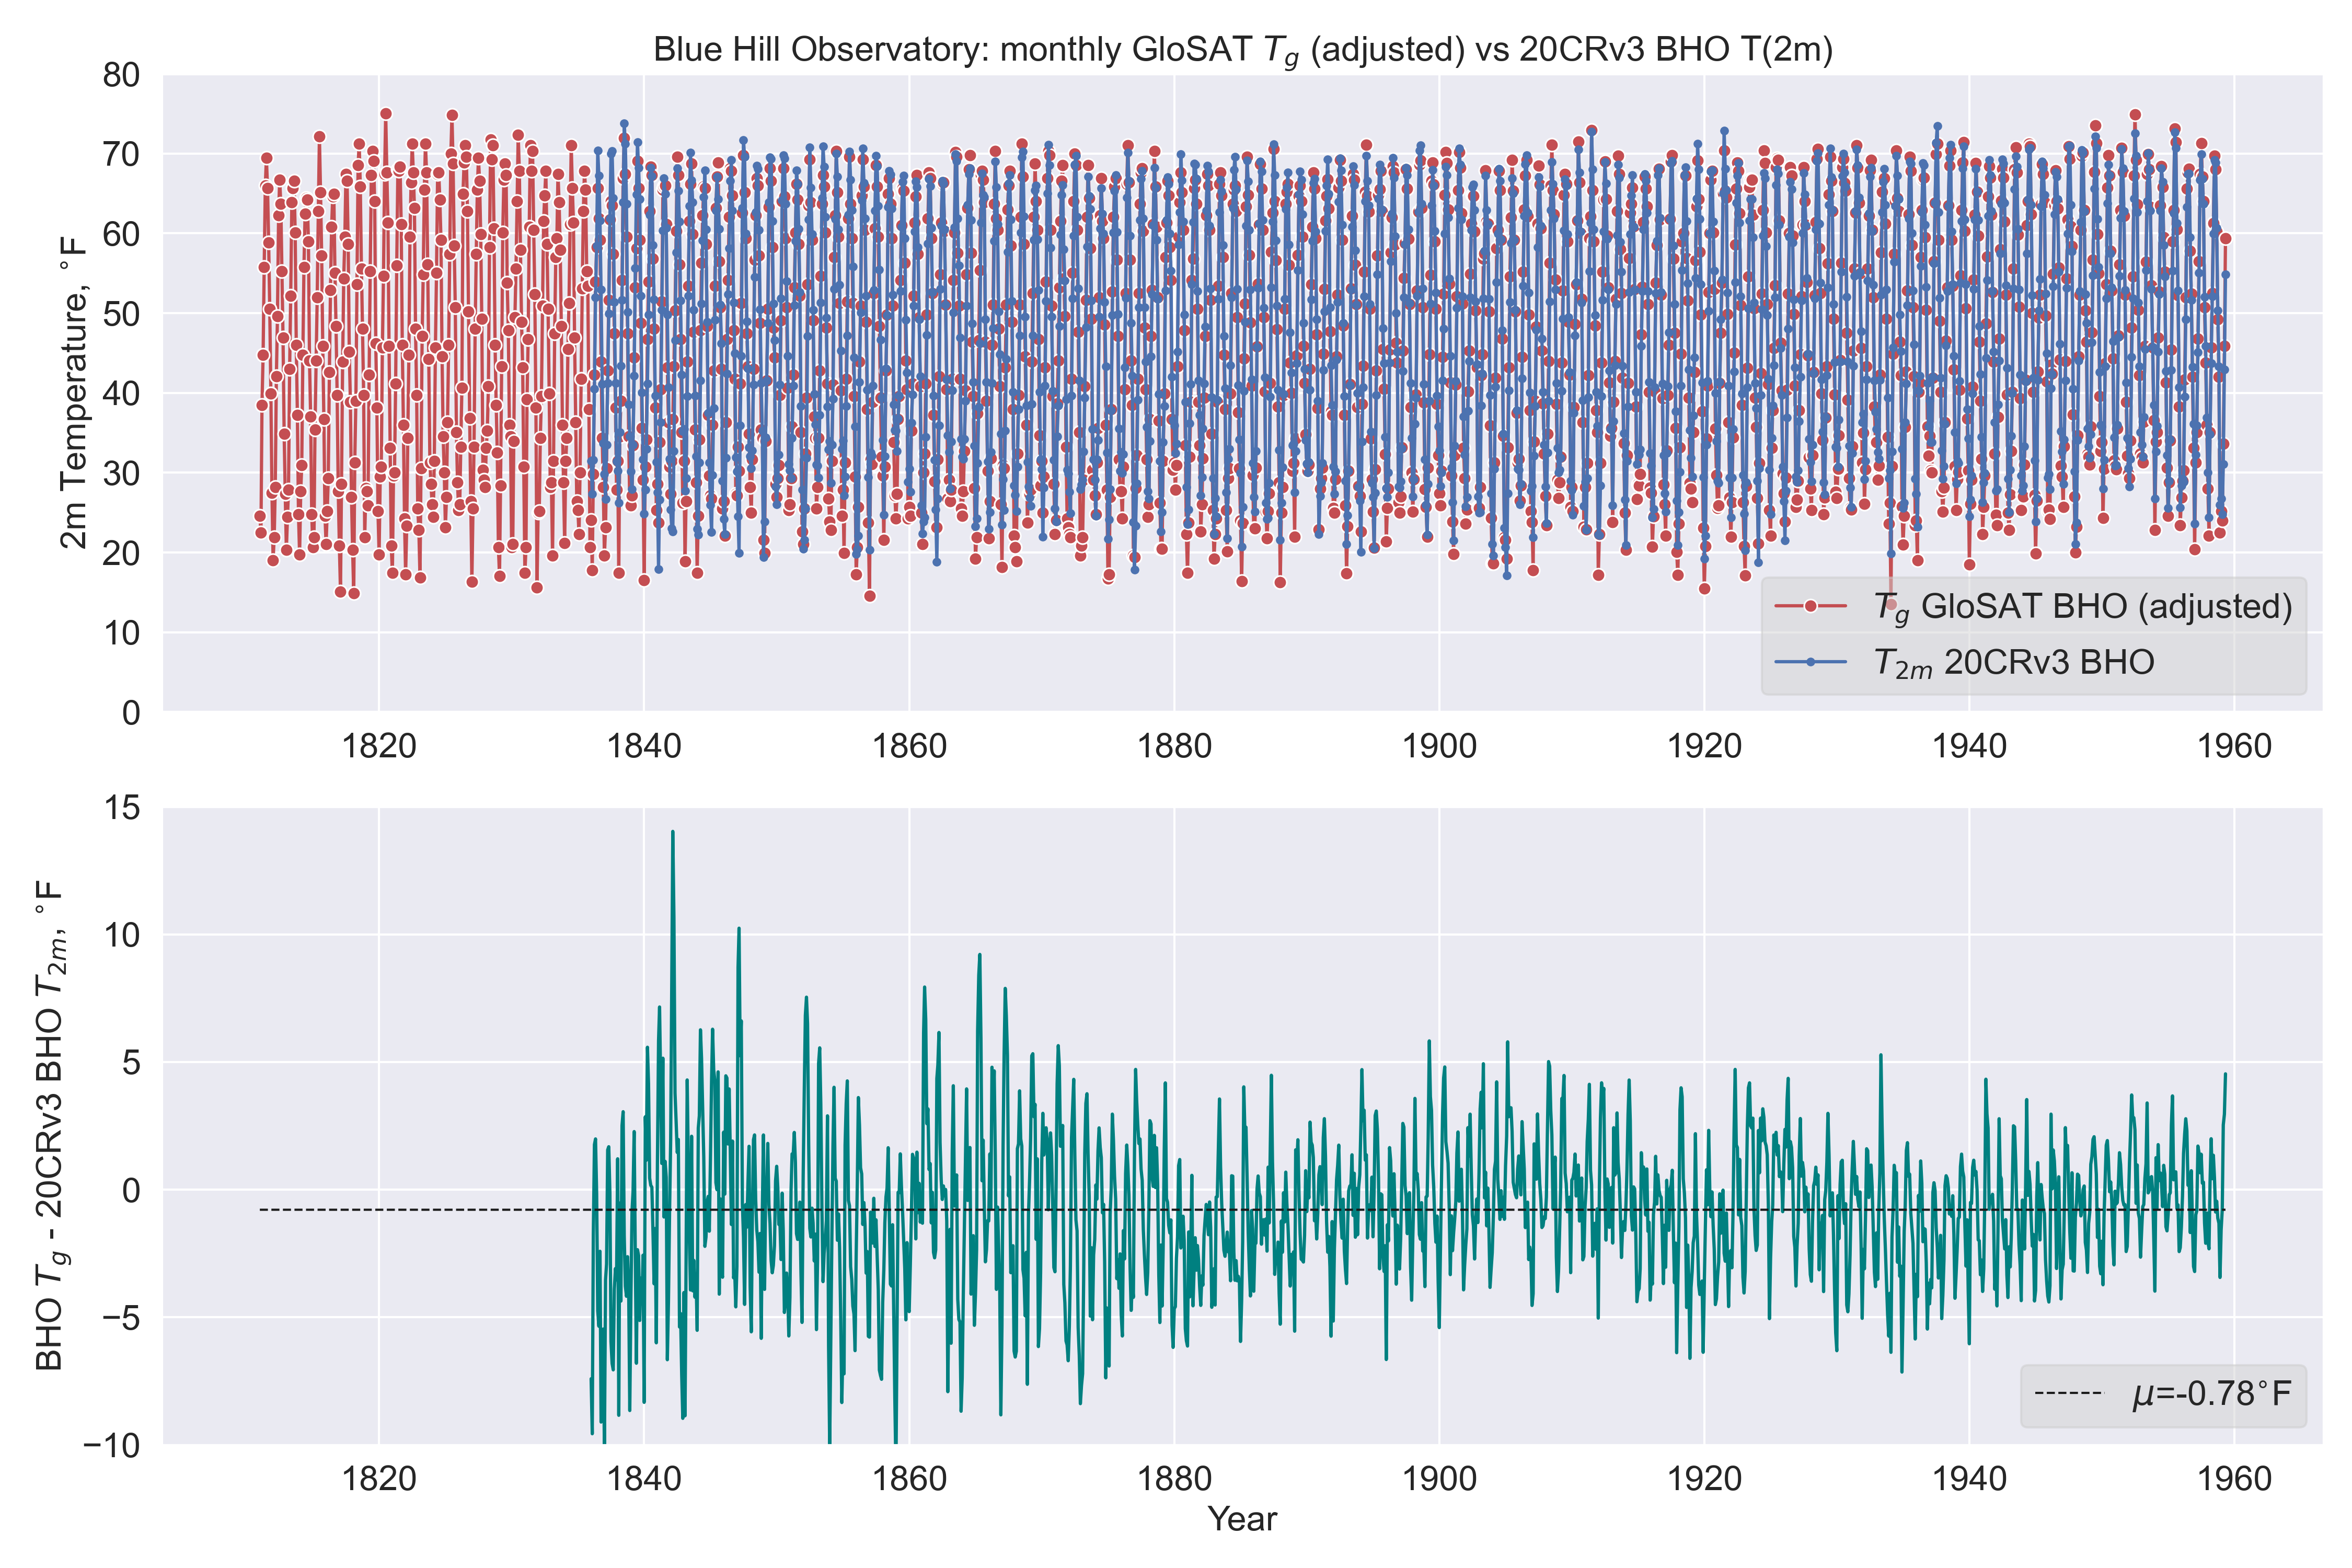 Blue Hill Observatory: monthly GloSAT Tg (adjusted) vs 20CRv3 BHO T(2m)
80
70
60
50
40
30
20
10
0
2m Temperature, °F
Tg GloSAT BHO (adjusted)
T2m 20CRv3 BHO
1820 1840 1860 1880 1900 1920 1940 1960
15
10
5
0
−5
−10
BHO Tg - 20CRv3 BHO T2m, °F
μ=-0.78°F
1820 1840 1860 1880 1900 1920 1940 1960
Year